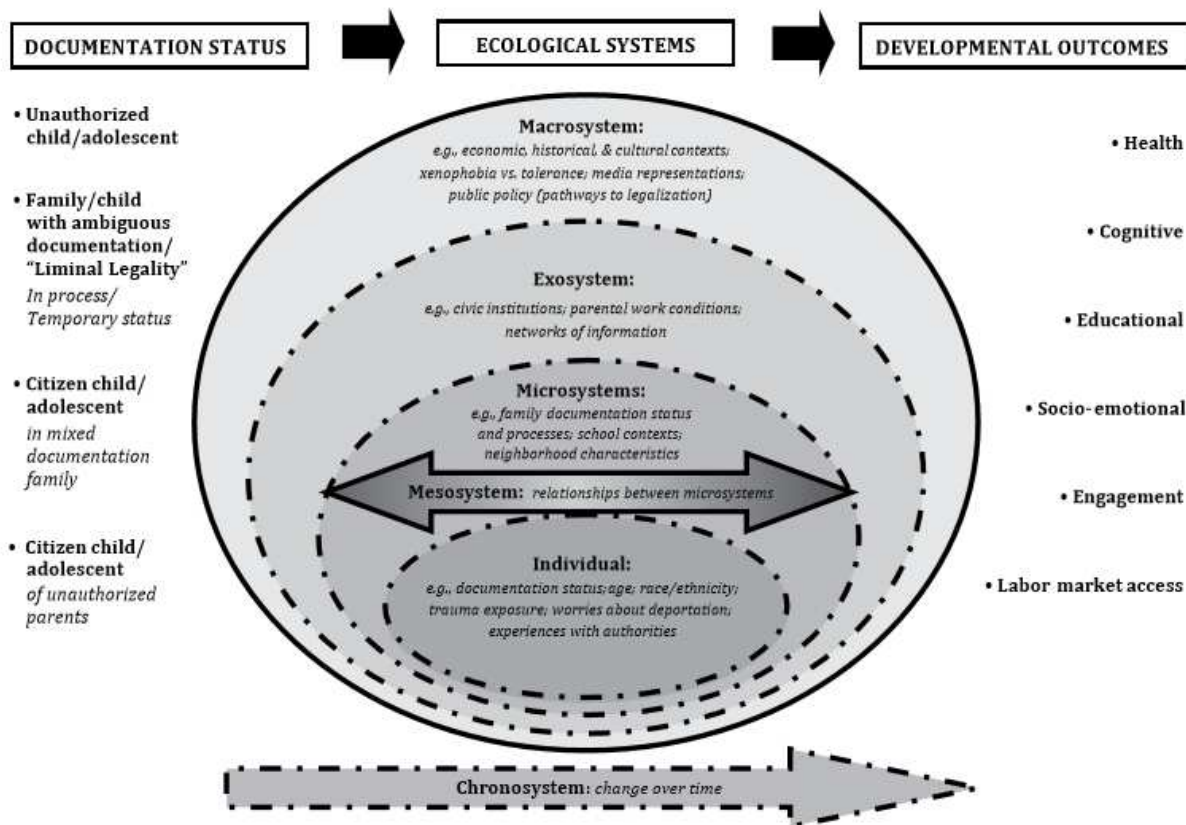 DOCUMENTATION STATUS
ECOLOGICAL SYSTEMS
DEVELOPMENTAL OUTCOMES
• Unauthorized
child/adolescent
• Family/child
with ambiguous
documentation/
“Liminal Legality”
In process/
Temporary status
• Citizen child/
adolescent
in mixed
documentation
family
• Citizen child/
adolescent
of unauthorized
parents
Macrosystem:
e.g., economic, historical, & cultural contexts;
xenophobia vs. tolerance; media representations;
public policy (pathways to legalization)
Exosystem:
e.g., civic institutions; parental work conditions;
networks of information
Microsystems:
e.g., family documentation status
and processes; school contexts;
neighborhood characteristics
Mesosystem: relationships between microsystems
Individual:
e.g., documentation status; age; race/ethnicity;
trauma exposure; worries about deportation;
experiences with authorities
• Health
• Cognitive
• Educational
• Socio-emotional
• Engagement
• Labor market access
Chronosystem: change over time